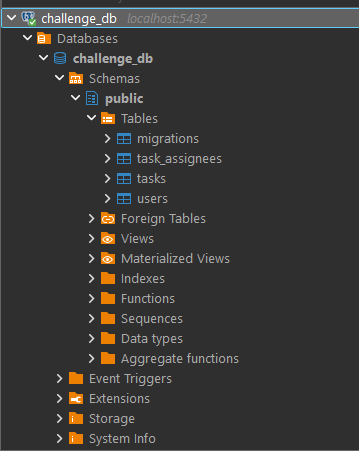 challenge_db localhost:5432
Databases
challenge_db
Schemas
public
Tables
migrations
task_assignees
tasks
users
Foreign Tables
Views
Materialized Views
Indexes
Functions
Sequences
Data types
Aggregate functions
Event Triggers
Extensions
Storage
System Info